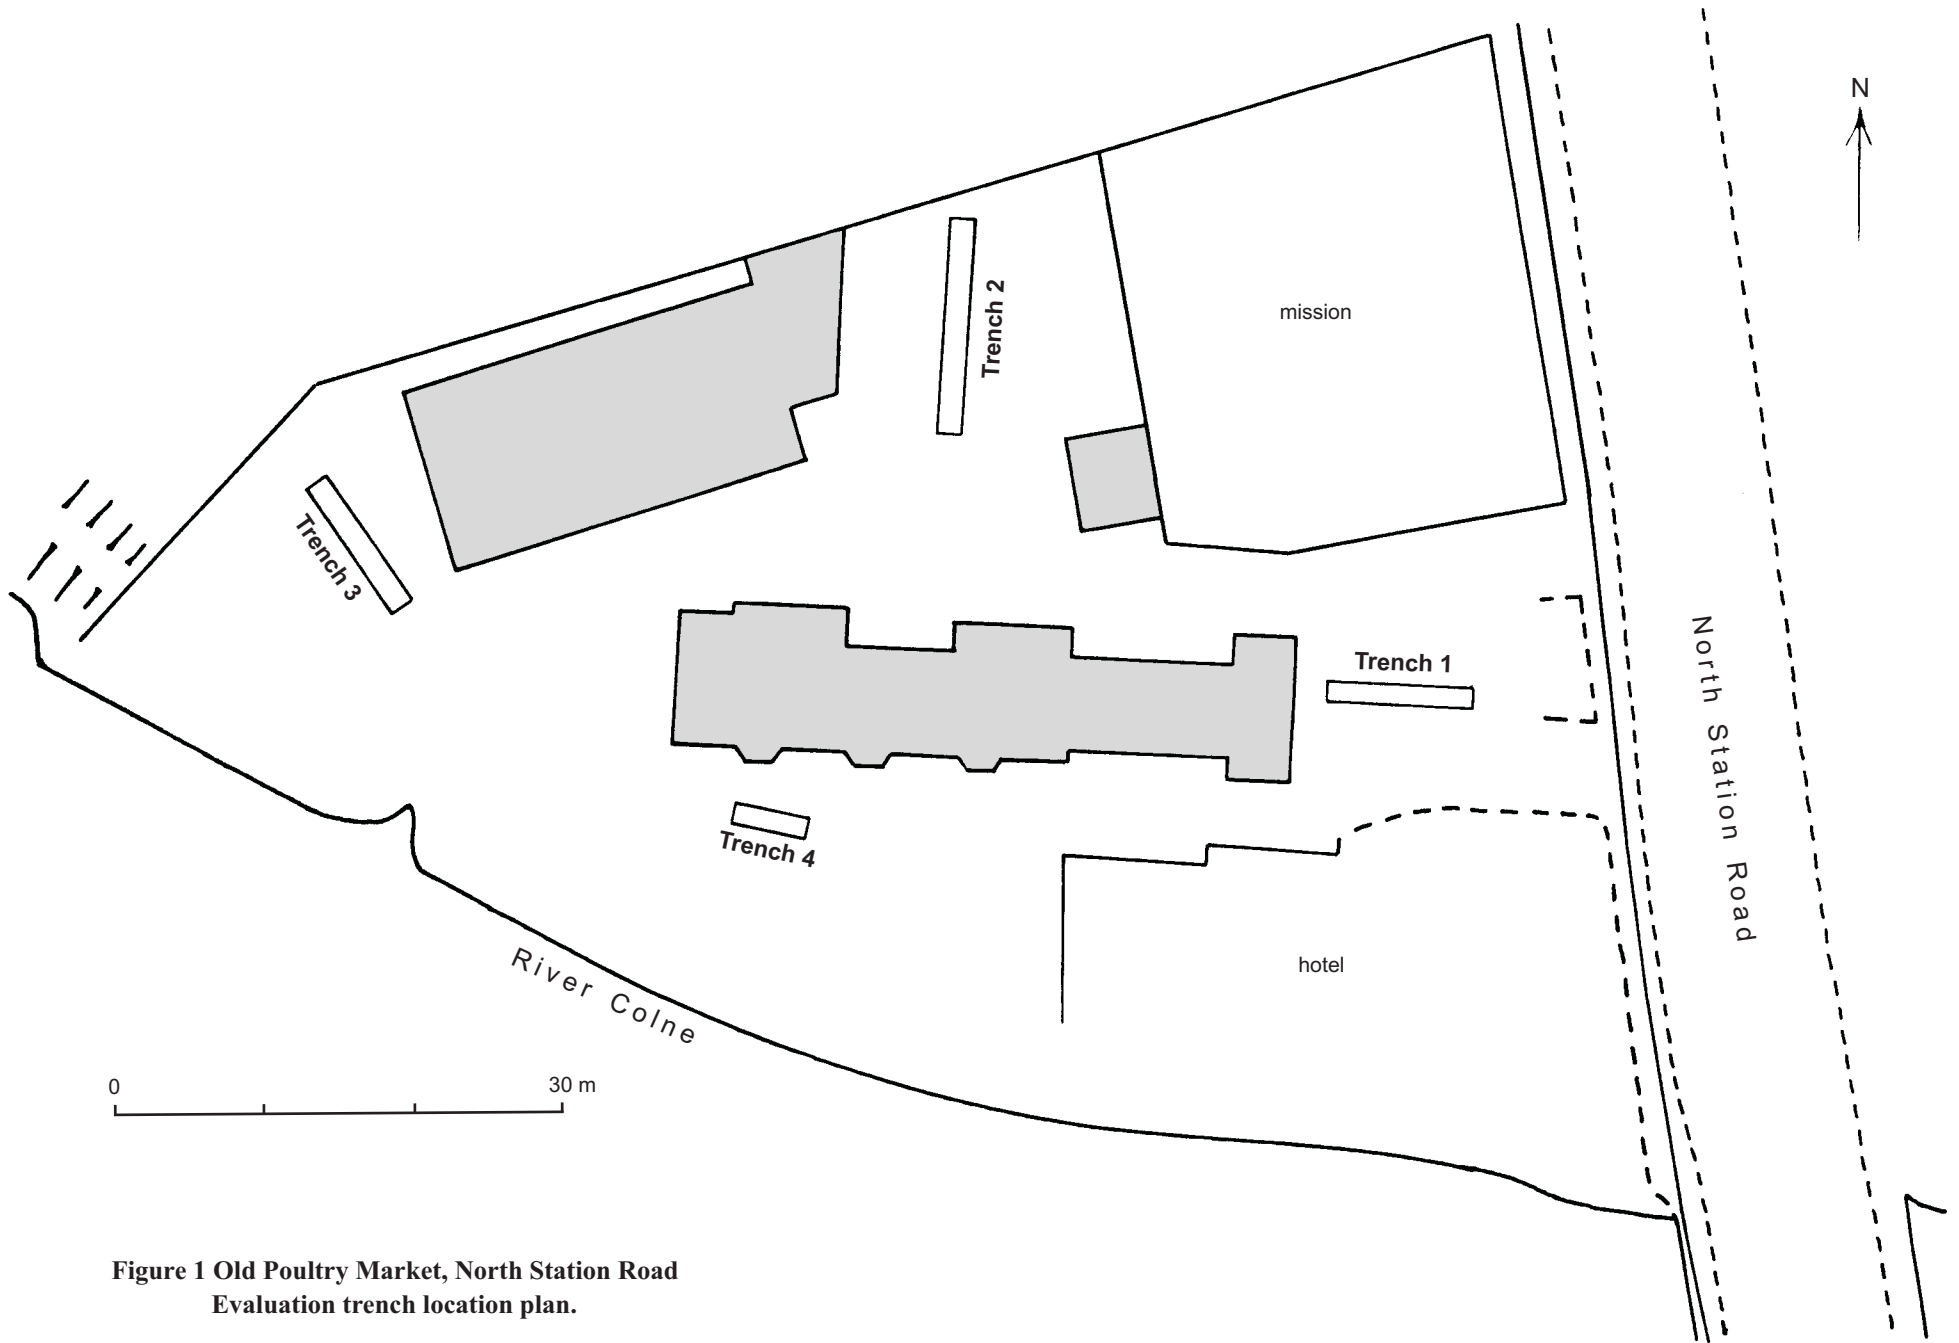 N
Trench 2
mission
Trench 3
Trench 1
North Station Road
Trench 4
hotel
River Colne
0 30 m
Figure 1 Old Poultry Market, North Station Road
Evaluation trench location plan.